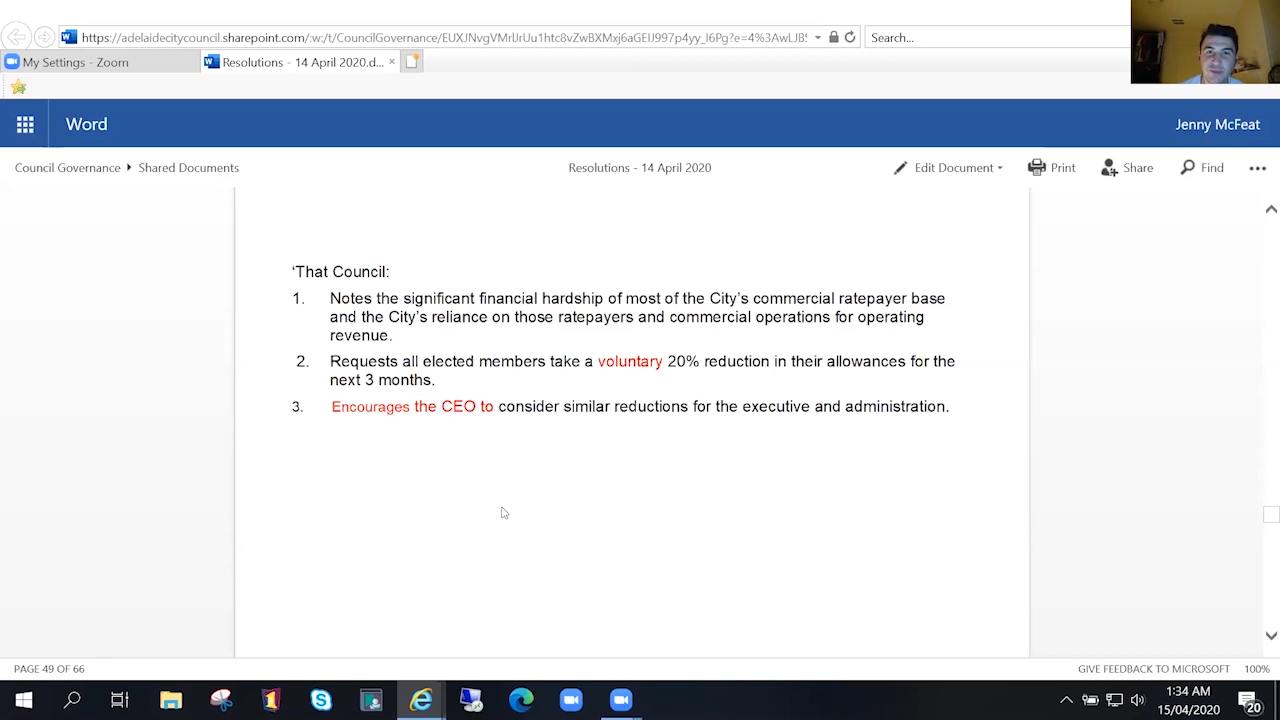 https://adelaidecitycouncil.sharepoint.com/:w:/t/CouncilGovernance/
Search...
My Settings - Zoom
Resolutions - 14 April 2020.d...
Word
Jenny McFeat
Council Governance
Shared Documents
Resolutions - 14 April 2020
Edit Document
Print
Share
Find
‘That Council:
1. Notes the significant financial hardship of most of the City’s commercial ratepayer base
and the City’s reliance on those ratepayers and commercial operations for operating
revenue.
2. Requests all elected members take a voluntary 20% reduction in their allowances for the
next 3 months.
3. Encourages the CEO to consider similar reductions for the executive and administration.
PAGE 49 OF 66
GIVE FEEDBACK TO MICROSOFT 100%
1:34 AM
15/04/2020
20